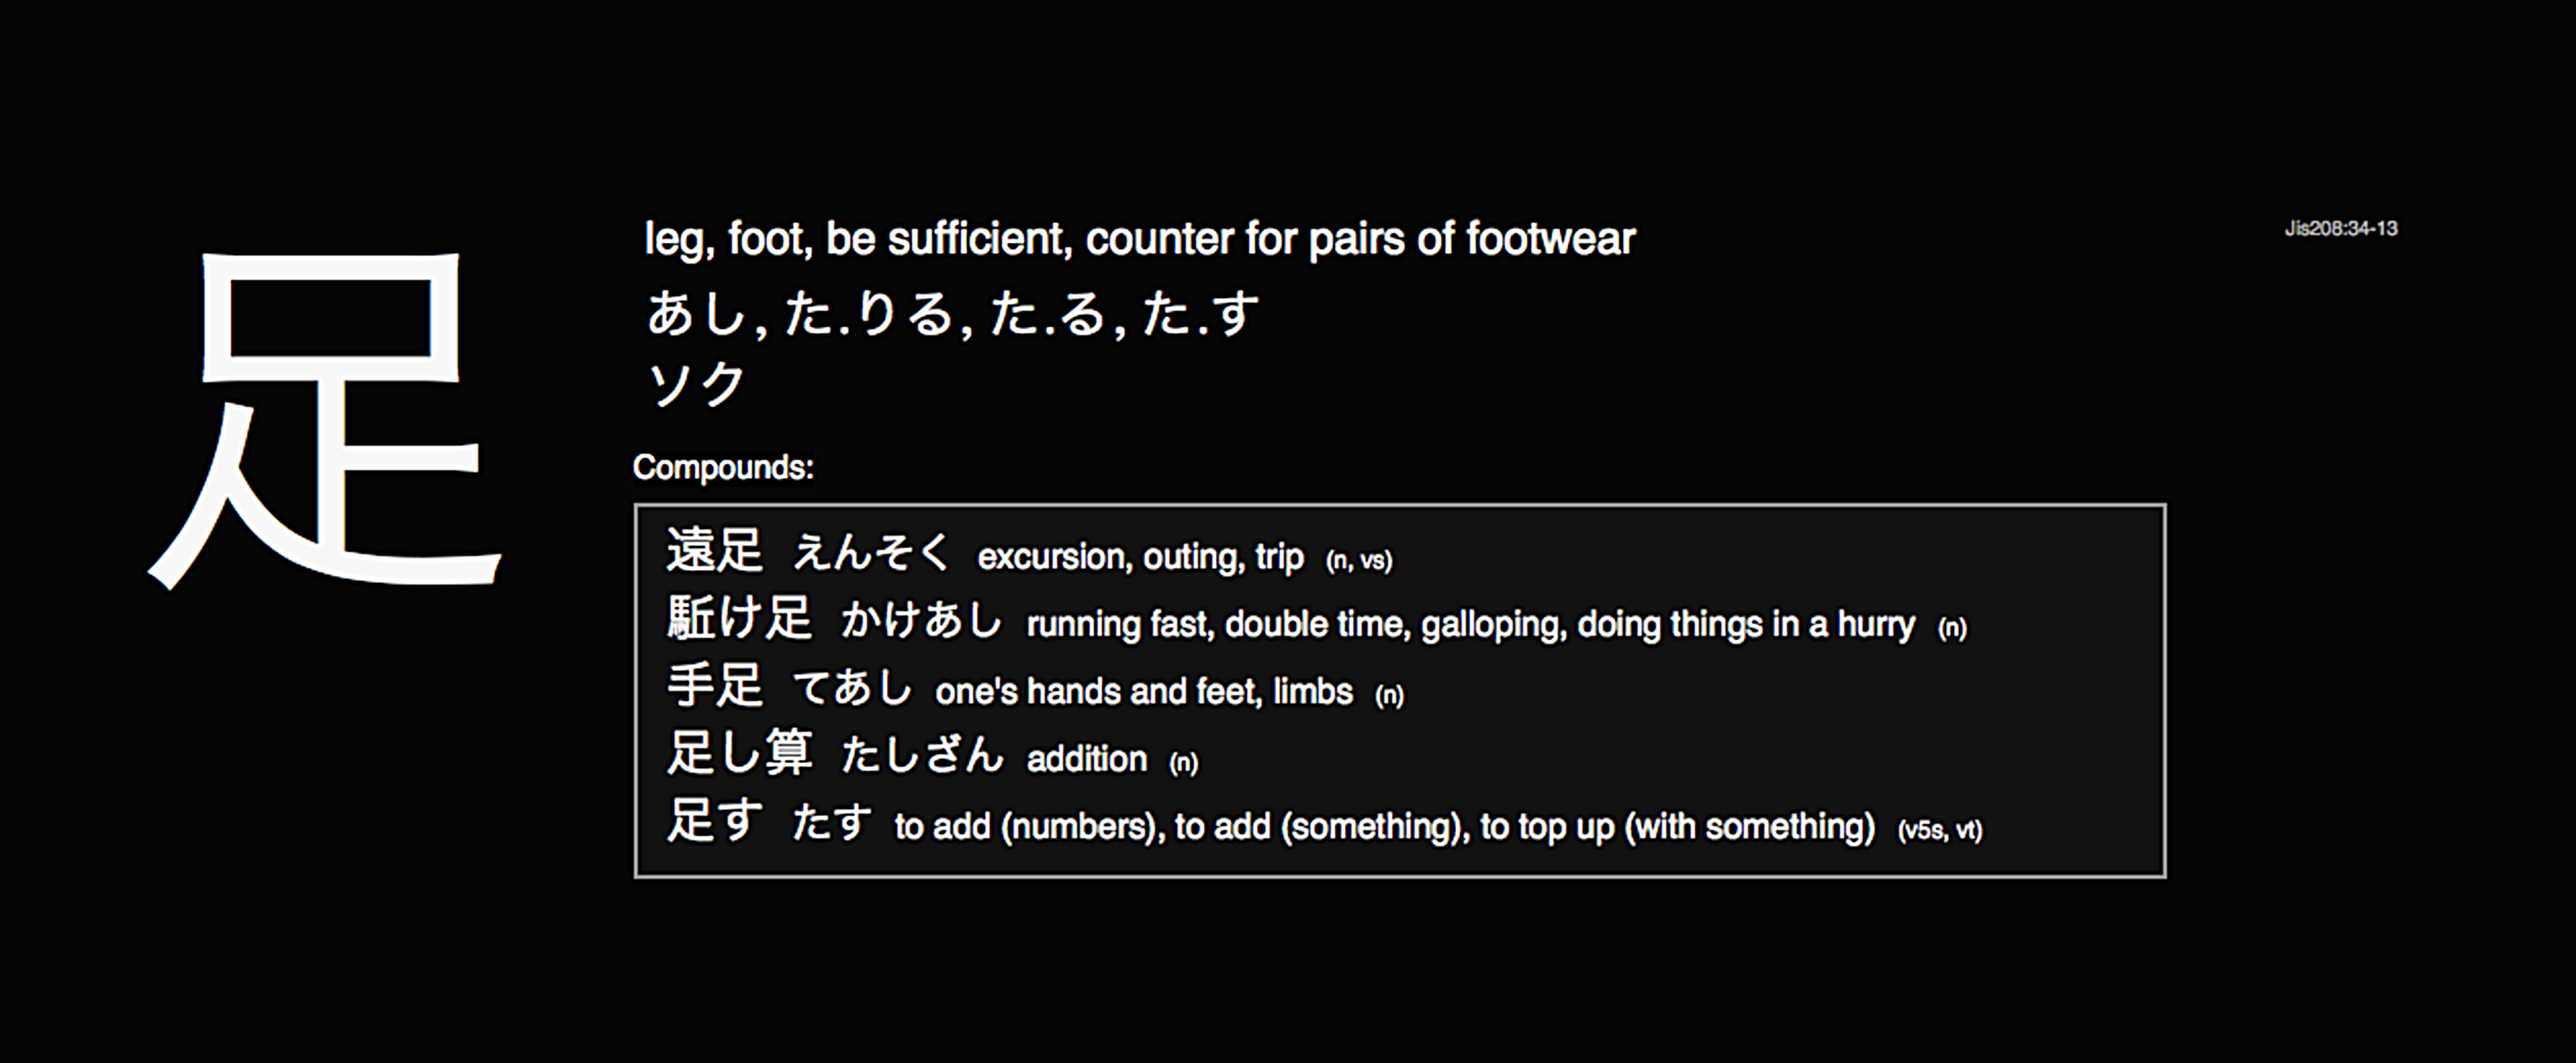 足
leg, foot, be sufficient, counter for pairs of footwear
Jis208:34-13
あし, た.りる, た.る, た.す
ソク
Compounds:
遠足 えんそく excursion, outing, trip (n, vs)
駈け足 かけあし running fast, double time, galloping, doing things in a hurry (n)
手足 てあし one's hands and feet, limbs (n)
足し算 たしざん addition (n)
足す たす to add (numbers), to add (something), to top up (with something) (v5s, vt)